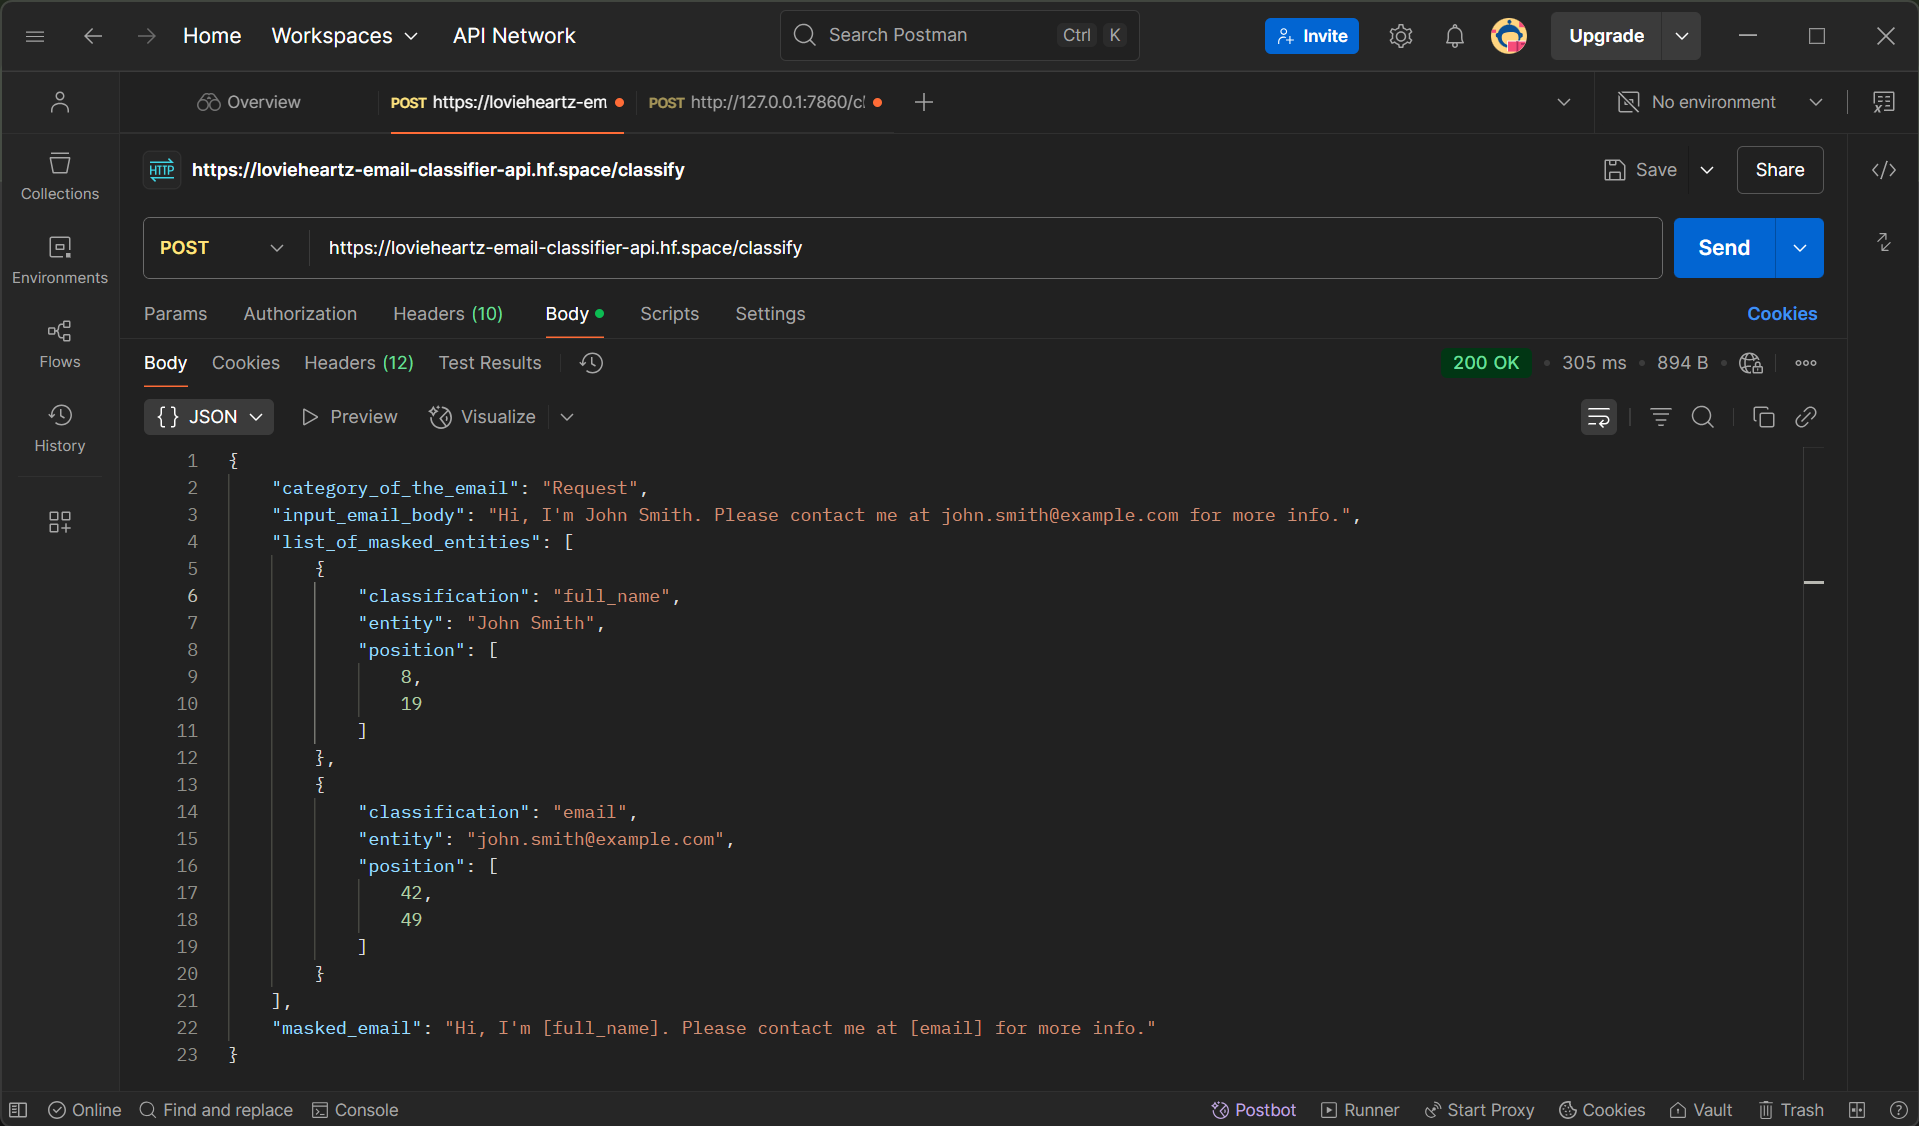 Home Workspaces API Network Search Postman Ctrl K Invite Upgrade
Overview POST https://lovieheartz-em POST http://127.0.0.1:7860/cl No environment
HTTP https://lovieheartz-email-classifier-api.hf.space/classify Save Share
Collections
POST https://lovieheartz-email-classifier-api.hf.space/classify Send
Environments
Params Authorization Headers (10) Body Scripts Settings Cookies
Flows
Body Cookies Headers (12) Test Results 200 OK 305 ms 894 B
{} JSON Preview Visualize
History
1 {
2 "category_of_the_email": "Request",
3 "input_email_body": "Hi, I'm John Smith. Please contact me at john.smith@example.com for more info.",
4 "list_of_masked_entities": [
5 {
6 "classification": "full_name",
7 "entity": "John Smith",
8 "position": [
9 8,
10 19
11 ]
12 },
13 {
14 "classification": "email",
15 "entity": "john.smith@example.com",
16 "position": [
17 42,
18 49
19 ]
20 }
21 ],
22 "masked_email": "Hi, I'm [full_name]. Please contact me at [email] for more info."
23 }
Online Find and replace Console Postbot Runner Start Proxy Cookies Vault Trash